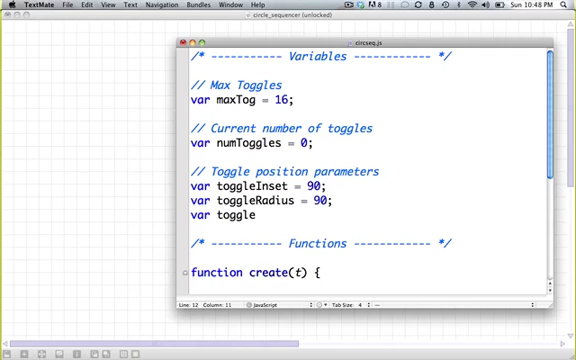 TextMate File Edit View Text Navigation Bundles Window Help Sun 10:48 PM
circle_sequencer (unlocked)
circseq.js
/* ----------- Variables ------------ */
// Max Toggles
var maxTog = 16;
// Current number of toggles
var numToggles = 0;
// Toggle position parameters
var toggleInset = 90;
var toggleRadius = 90;
var toggle
/* ----------- Functions ------------ */
function create(t) {
Line: 12 Column: 11 JavaScript Tab Size: 4 —